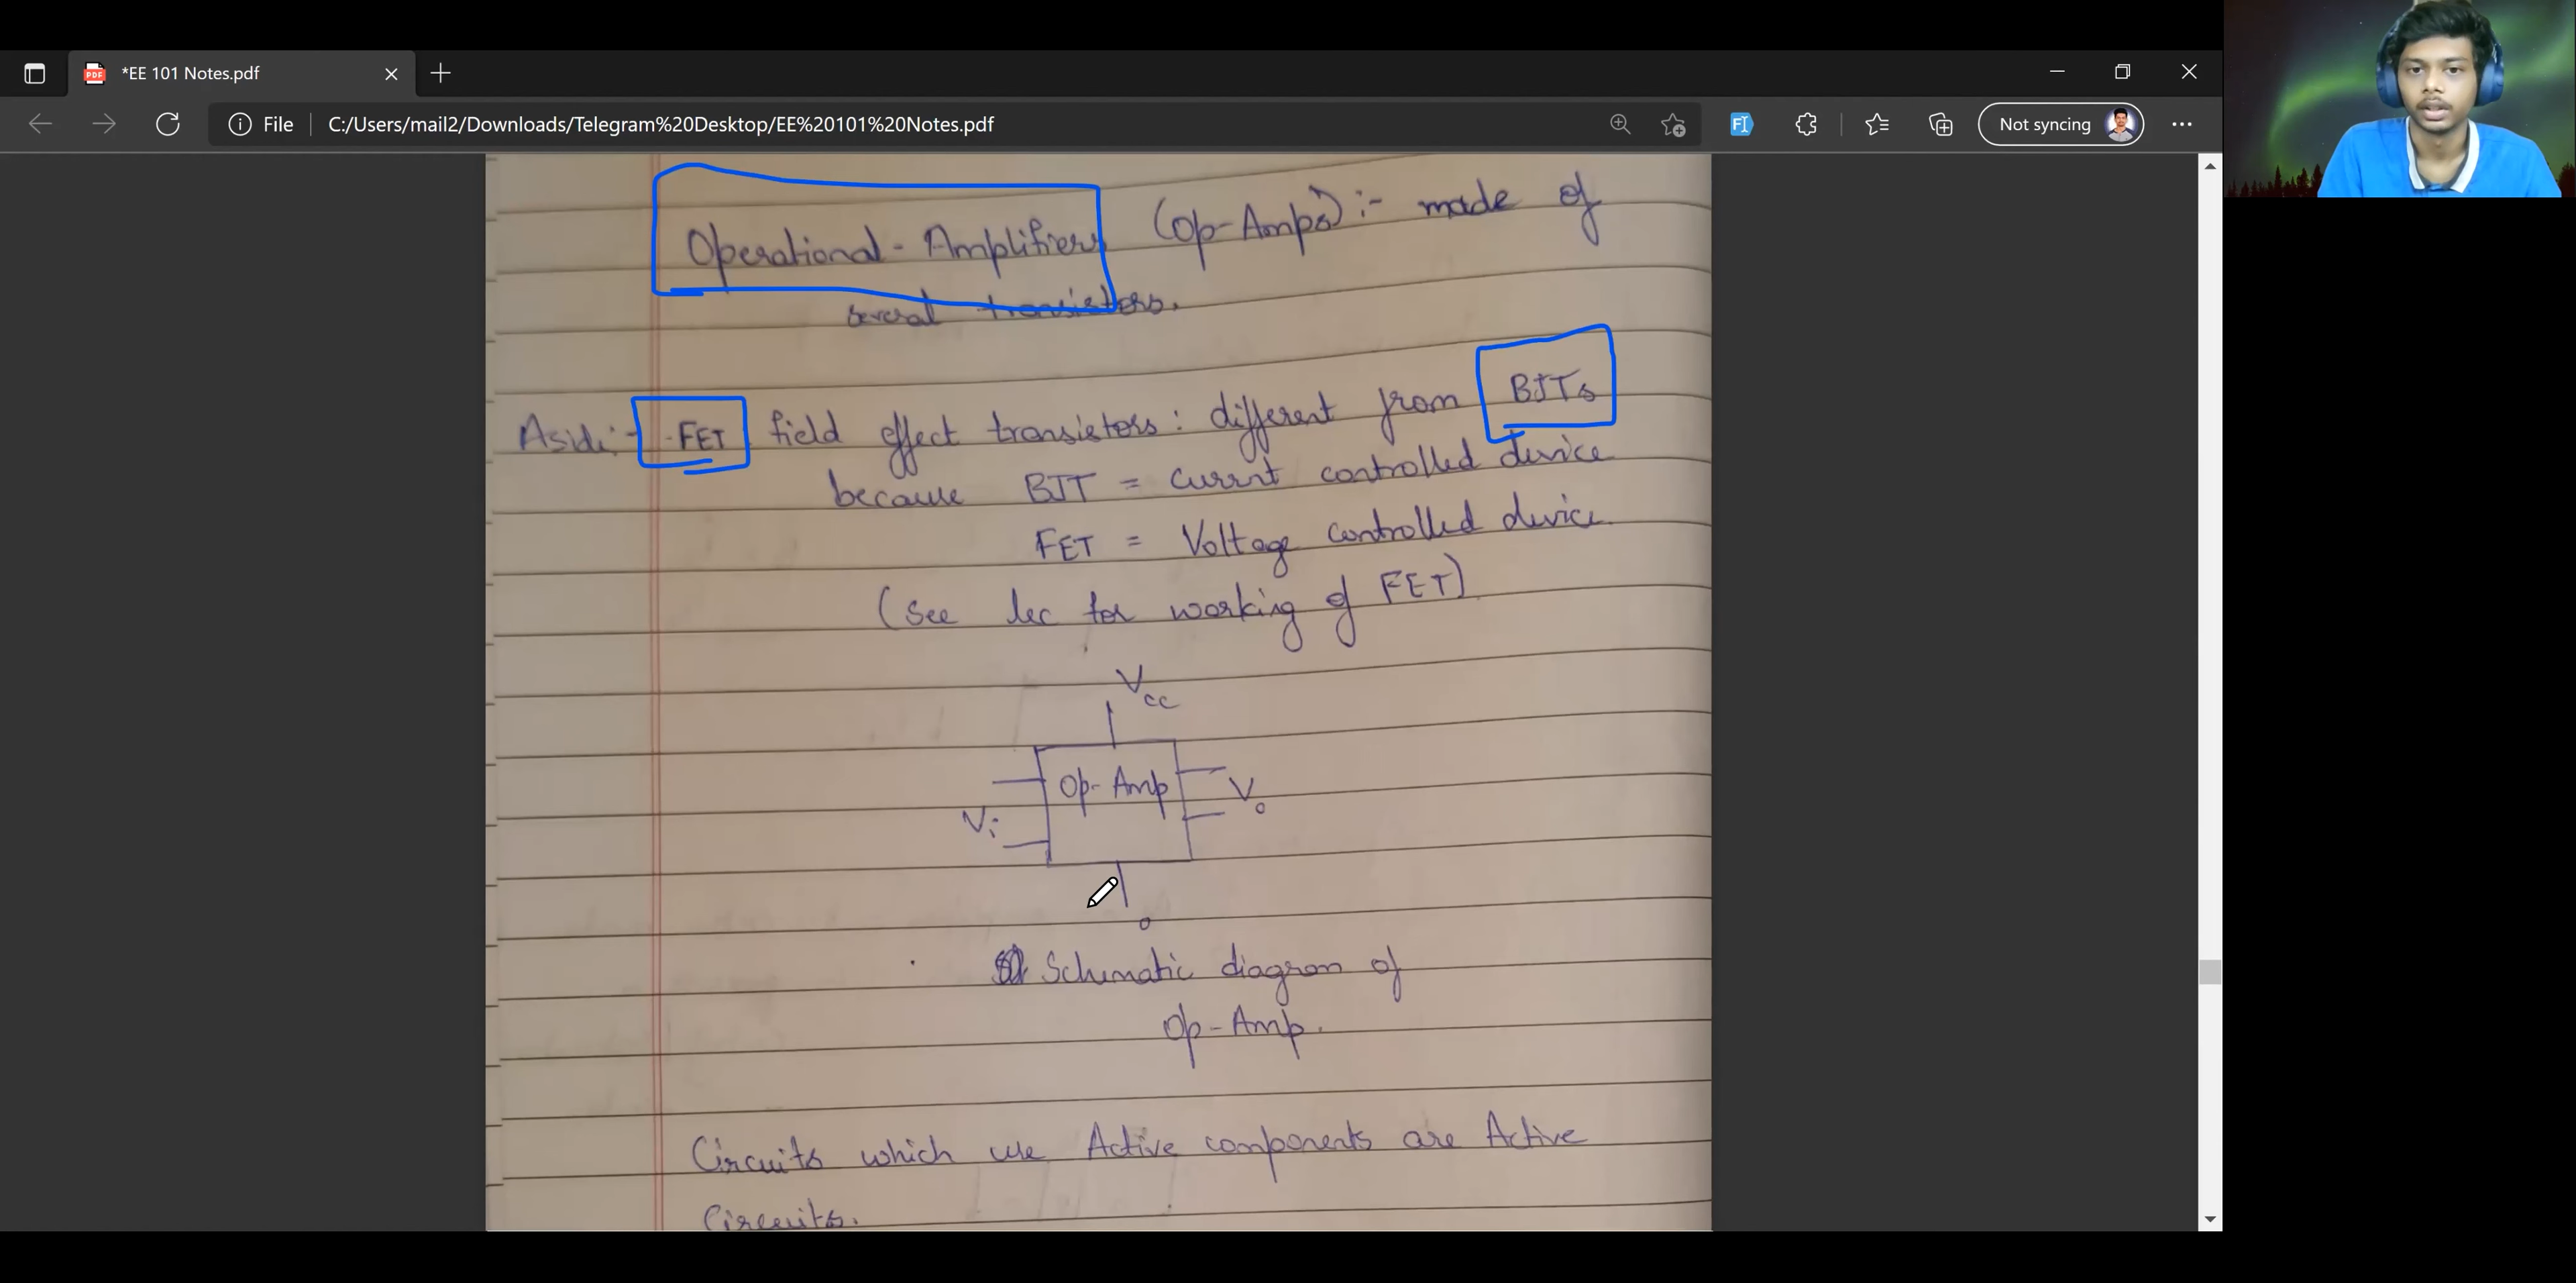 *EE 101 Notes.pdf
File
C:/Users/mail2/Downloads/Telegram%20Desktop/EE%20101%20Notes.pdf
Not syncing
Operational - Amplifiers (Op-Amps) :- made of
several transistors.
Aside :- FET field effect transistors : different from BJTs
because BJT = Current controlled device
FET = Voltage controlled device
(See lec for working of FET)
Vcc
Op-Amp
Vi
Vo
0
Schematic diagram of
Op-Amp.
Circuits which use Active components are Active
Circuits.